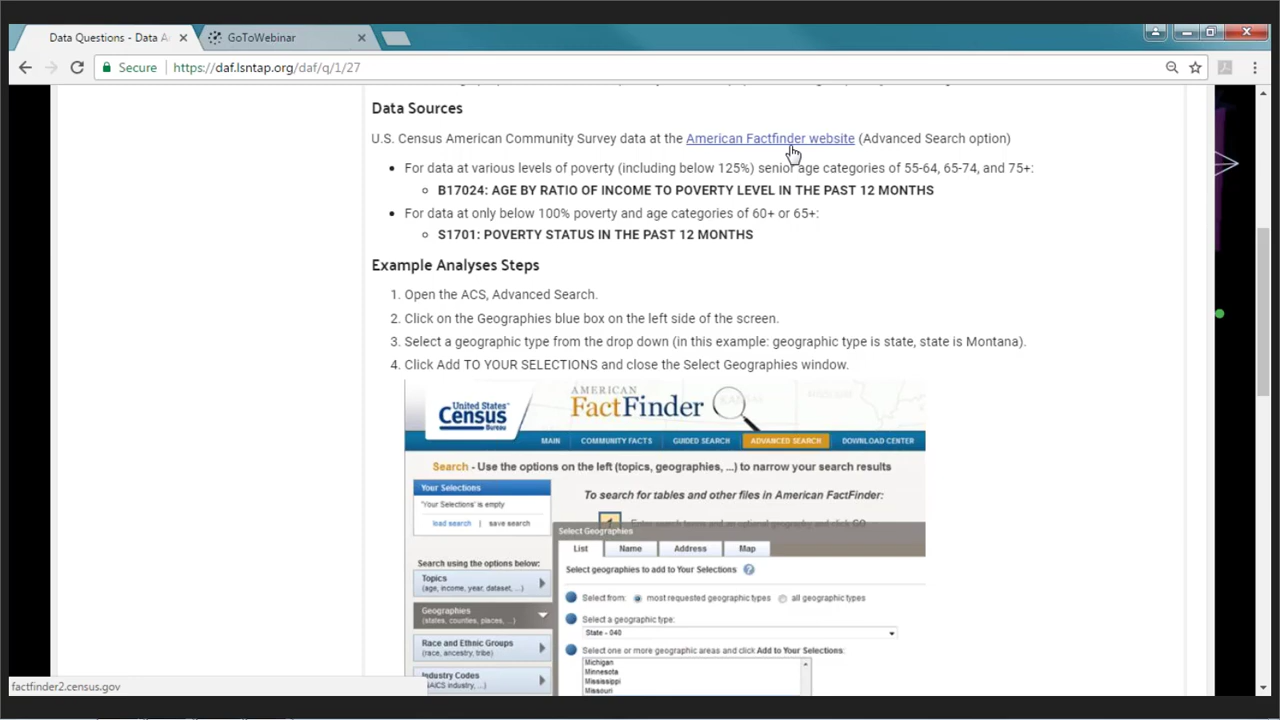 Data Questions - Data A
GoToWebinar
Secure
https://daf.lsntap.org/daf/q/1/27
Data Sources
U.S. Census American Community Survey data at the American Factfinder website (Advanced Search option)
For data at various levels of poverty (including below 125%) senior age categories of 55-64, 65-74, and 75+:
B17024: AGE BY RATIO OF INCOME TO POVERTY LEVEL IN THE PAST 12 MONTHS
For data at only below 100% poverty and age categories of 60+ or 65+:
S1701: POVERTY STATUS IN THE PAST 12 MONTHS
Example Analyses Steps
1. Open the ACS, Advanced Search.
2. Click on the Geographies blue box on the left side of the screen.
3. Select a geographic type from the drop down (in this example: geographic type is state, state is Montana).
4. Click Add TO YOUR SELECTIONS and close the Select Geographies window.
United States Census Bureau
AMERICAN FactFinder
MAIN COMMUNITY FACTS GUIDED SEARCH ADVANCED SEARCH DOWNLOAD CENTER
Search - Use the options on the left (topics, geographies, ...) to narrow your search results
Your Selections
'Your Selections' is empty
load search | save search
To search for tables and other files in American FactFinder:
Search using the options below:
Topics
(age, income, year, dataset, ...)
Geographies
(states, counties, places, ...)
Race and Ethnic Groups
(race, ancestry, tribe)
Industry Codes
NAICS industry, ...)
Select Geographies
List Name Address Map
Select geographies to add to Your Selections
Select from: most requested geographic types all geographic types
Select a geographic type:
State - 040
Select one or more geographic areas and click Add to Your Selections:
Michigan
Minnesota
Mississippi
Missouri
factfinder2.census.gov